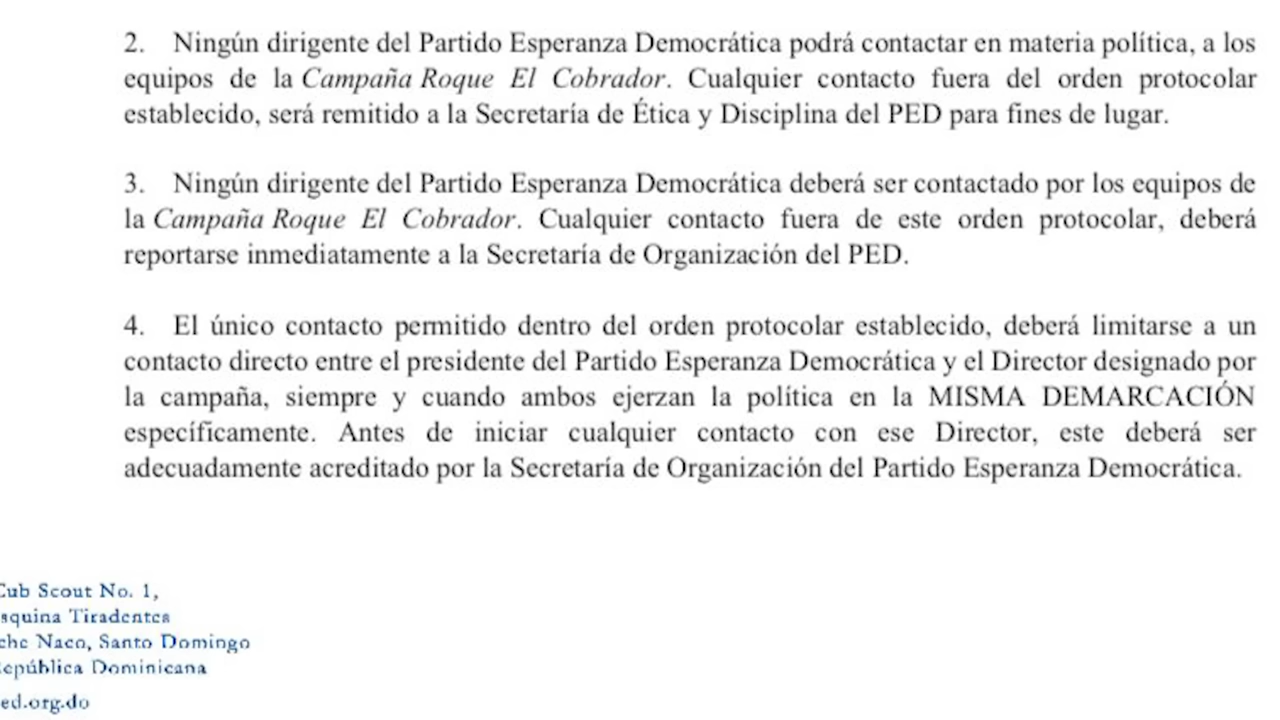 2. Ningún dirigente del Partido Esperanza Democrática podrá contactar en materia política, a los
equipos de la Campaña Roque El Cobrador. Cualquier contacto fuera del orden protocolar
establecido, será remitido a la Secretaría de Ética y Disciplina del PED para fines de lugar.
3. Ningún dirigente del Partido Esperanza Democrática deberá ser contactado por los equipos de
la Campaña Roque El Cobrador. Cualquier contacto fuera de este orden protocolar, deberá
reportarse inmediatamente a la Secretaría de Organización del PED.
4. El único contacto permitido dentro del orden protocolar establecido, deberá limitarse a un
contacto directo entre el presidente del Partido Esperanza Democrática y el Director designado por
la campaña, siempre y cuando ambos ejerzan la política en la MISMA DEMARCACIÓN
específicamente. Antes de iniciar cualquier contacto con ese Director, este deberá ser
adecuadamente acreditado por la Secretaría de Organización del Partido Esperanza Democrática.
Cub Scout No. 1,
squina Tiradentes
che Naco, Santo Domingo
República Dominicana
ed.org.do